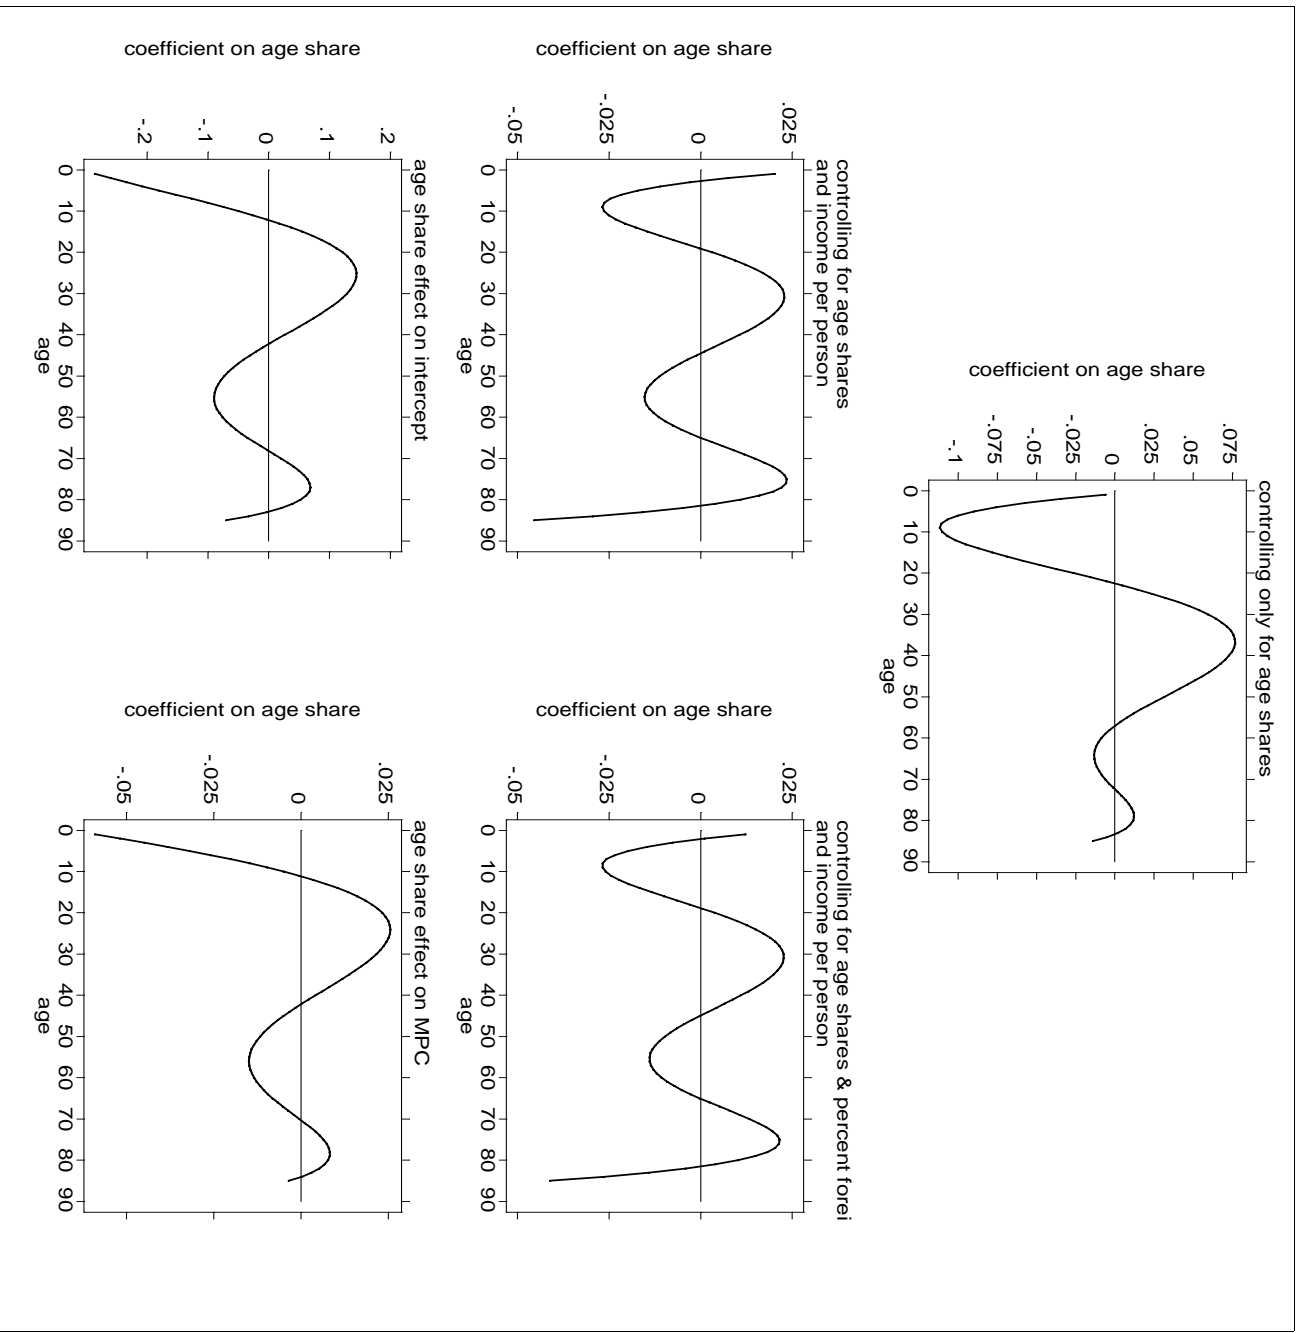 controlling only for age shares
coefficient on age share
.075
.05
.025
0
-.025
-.05
-.075
-.1
0 10 20 30 40 50 60 70 80 90
age
controlling for age shares
and income per person
coefficient on age share
.025
0
-.025
-.05
0 10 20 30 40 50 60 70 80 90
age
controlling for age shares & percent forei
and income per person
coefficient on age share
.025
0
-.025
-.05
0 10 20 30 40 50 60 70 80 90
age
age share effect on intercept
coefficient on age share
.2
.1
0
-.1
-.2
0 10 20 30 40 50 60 70 80 90
age
age share effect on MPC
coefficient on age share
.025
0
-.025
-.05
0 10 20 30 40 50 60 70 80 90
age